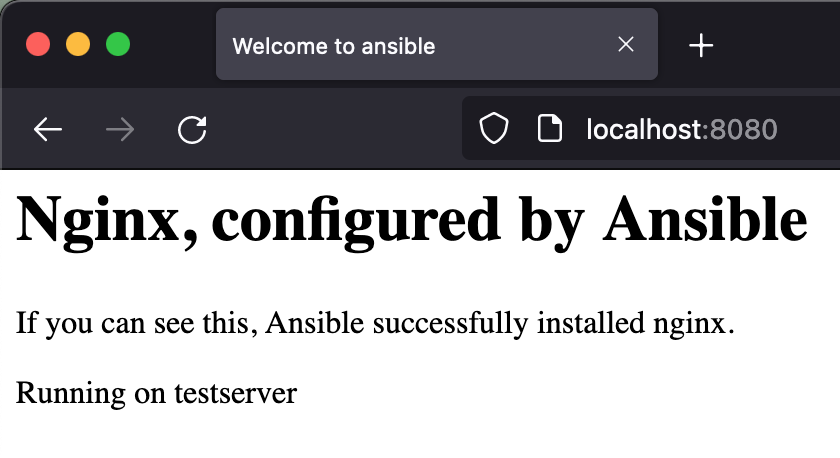 Welcome to ansible
localhost:8080
Nginx, configured by Ansible
If you can see this, Ansible successfully installed nginx.
Running on testserver